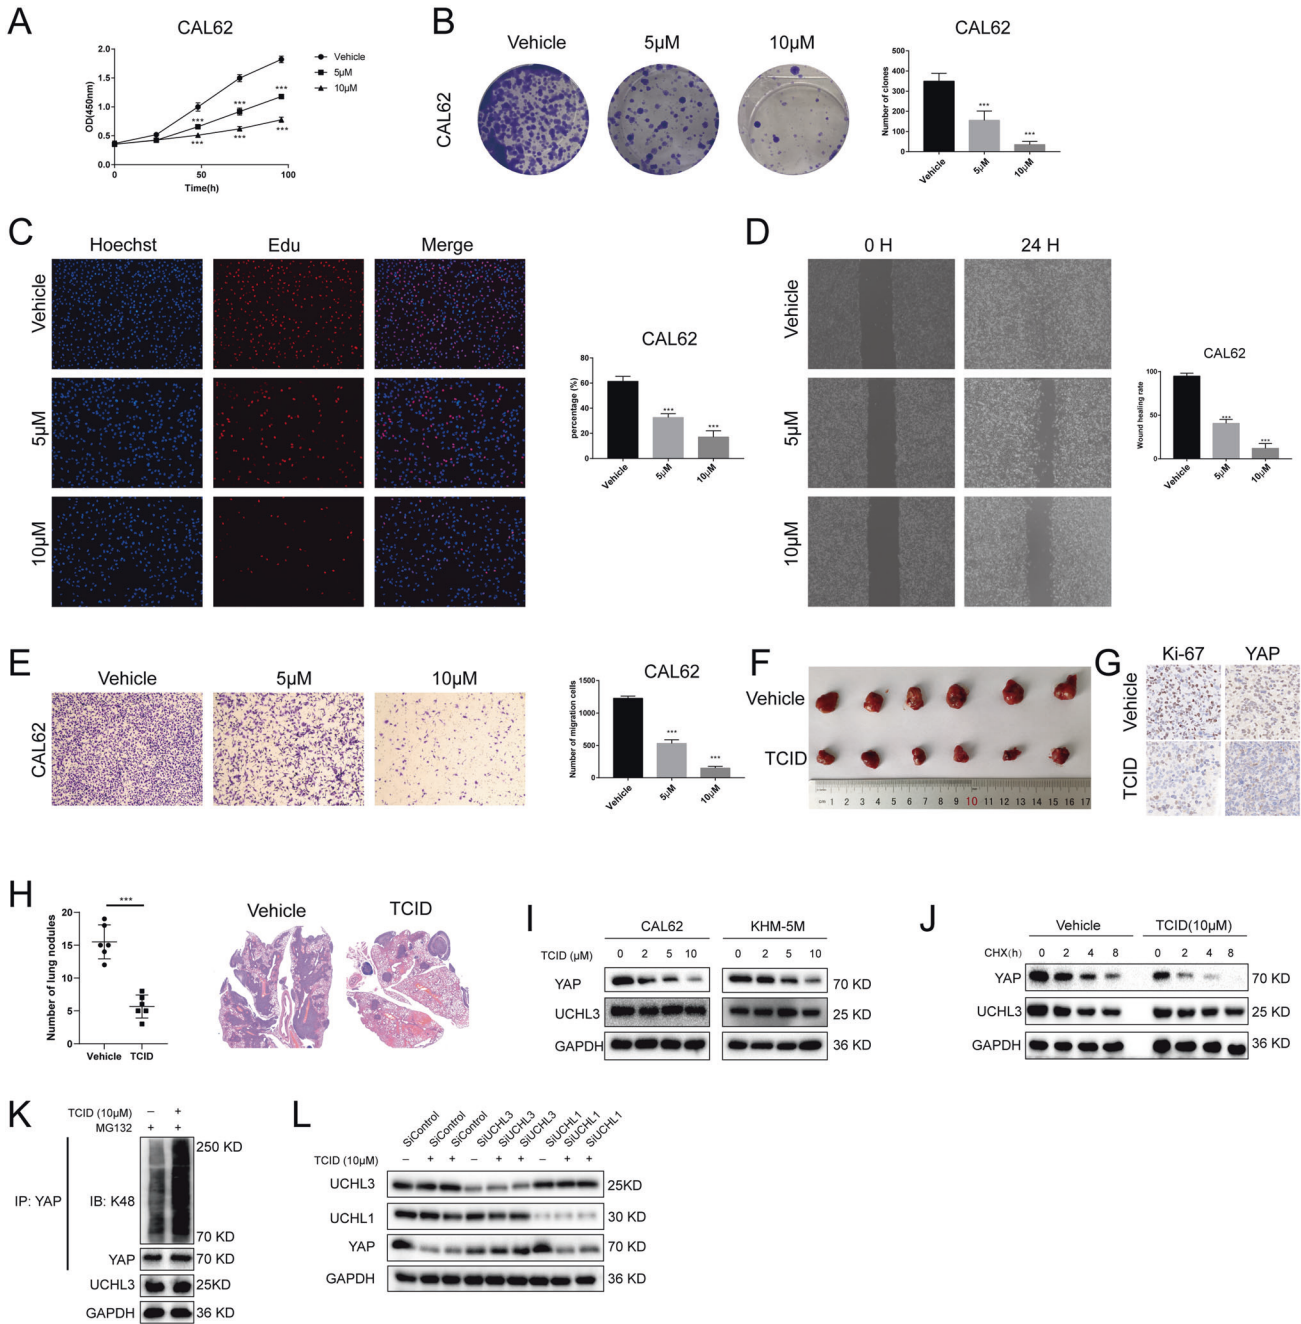 A
CAL62
OD(450nm)
2.0
1.5
1.0
0.5
0.0
*** *** ***
*** *** ***
0 50 100
Time(h)
Vehicle
5μM
10μM
B
Vehicle 5μM 10μM
CAL62
CAL62
Number of clones
500
400
300
200
100
0
***
***
Vehicle 5μM 10μM
C
Hoechst Edu Merge
Vehicle
5μM
10μM
CAL62
percentage (%)
80
60
40
20
0
***
***
Vehicle 5μM 10μM
D
0 H 24 H
Vehicle
5μM
10μM
CAL62
Wound healing rate
100
50
0
***
***
Vehicle 5μM 10μM
E
Vehicle 5μM 10μM
CAL62
CAL62
Number of migration cells
1500
1000
500
0
***
***
Vehicle 5μM 10μM
F
Vehicle
TCID
cm 1 2 3 4 5 6 7 8 9 10 11 12 13 14 15 16 17
G
Ki-67 YAP
Vehicle
TCID
H
Number of lung nodules
20
15
10
5
0
***
Vehicle TCID
Vehicle TCID
I
CAL62 KHM-5M
TCID (μM) 0 2 5 10 0 2 5 10
YAP 70 KD
UCHL3 25 KD
GAPDH 36 KD
J
Vehicle TCID(10μM)
CHX(h) 0 2 4 8 0 2 4 8
YAP 70 KD
UCHL3 25 KD
GAPDH 36 KD
K
TCID (10μM) – +
MG132 + +
250 KD
IP: YAP IB: K48
70 KD
YAP 70 KD
UCHL3 25KD
GAPDH 36 KD
L
SiControl SiControl SiControl SiUCHL3 SiUCHL3 SiUCHL3 SiUCHL1 SiUCHL1 SiUCHL1
TCID (10μM) – + + – + + – + +
UCHL3 25KD
UCHL1 30 KD
YAP 70 KD
GAPDH 36 KD